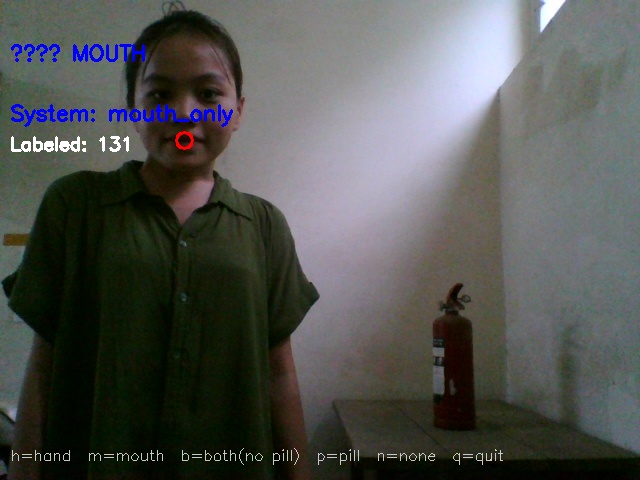 ???? MOUTH
System: mouth_only
Labeled: 131
h=hand m=mouth b=both(no pill) p=pill n=none q=quit